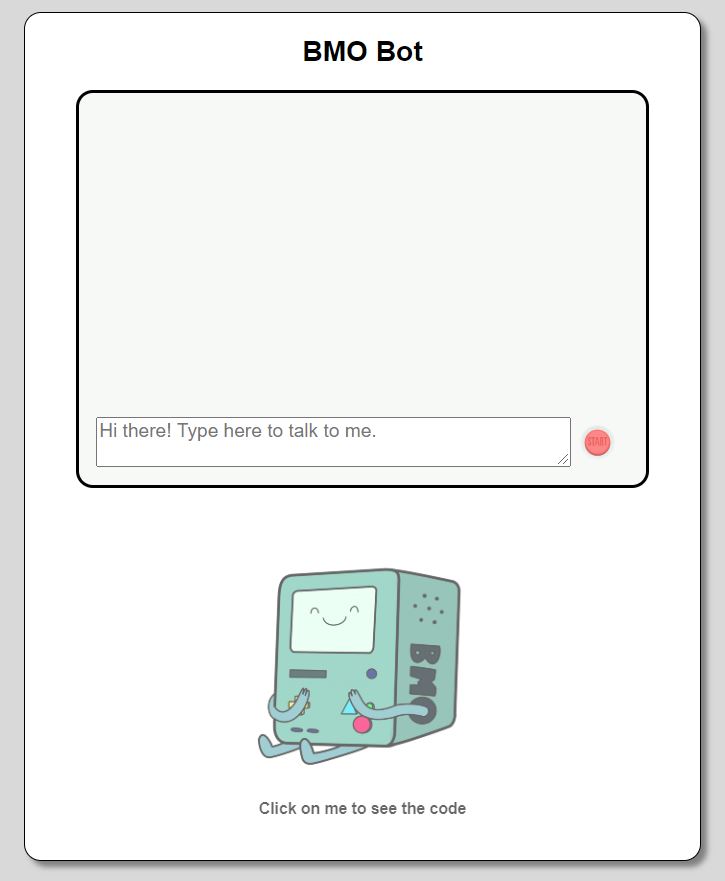 BMO Bot
Hi there! Type here to talk to me.
START
BMO
Click on me to see the code